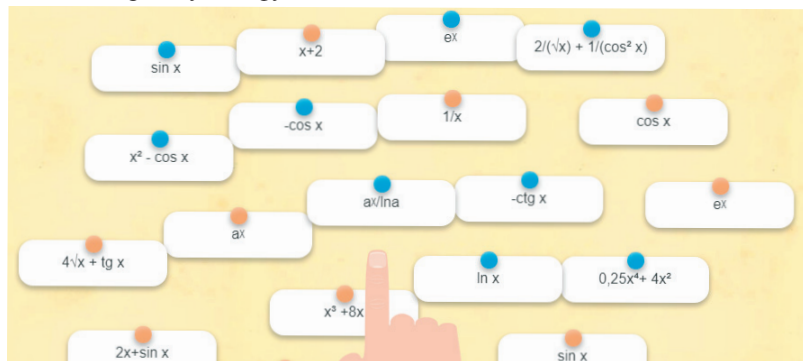 eˣ
x+2
2/(√x) + 1/(cos² x)
sin x
1/x
cos x
-cos x
x² - cos x
aˣ/lna
-ctg x
eˣ
aˣ
4√x + tg x
ln x
0,25x⁴+ 4x²
x³ +8x
2x+sin x
sin x